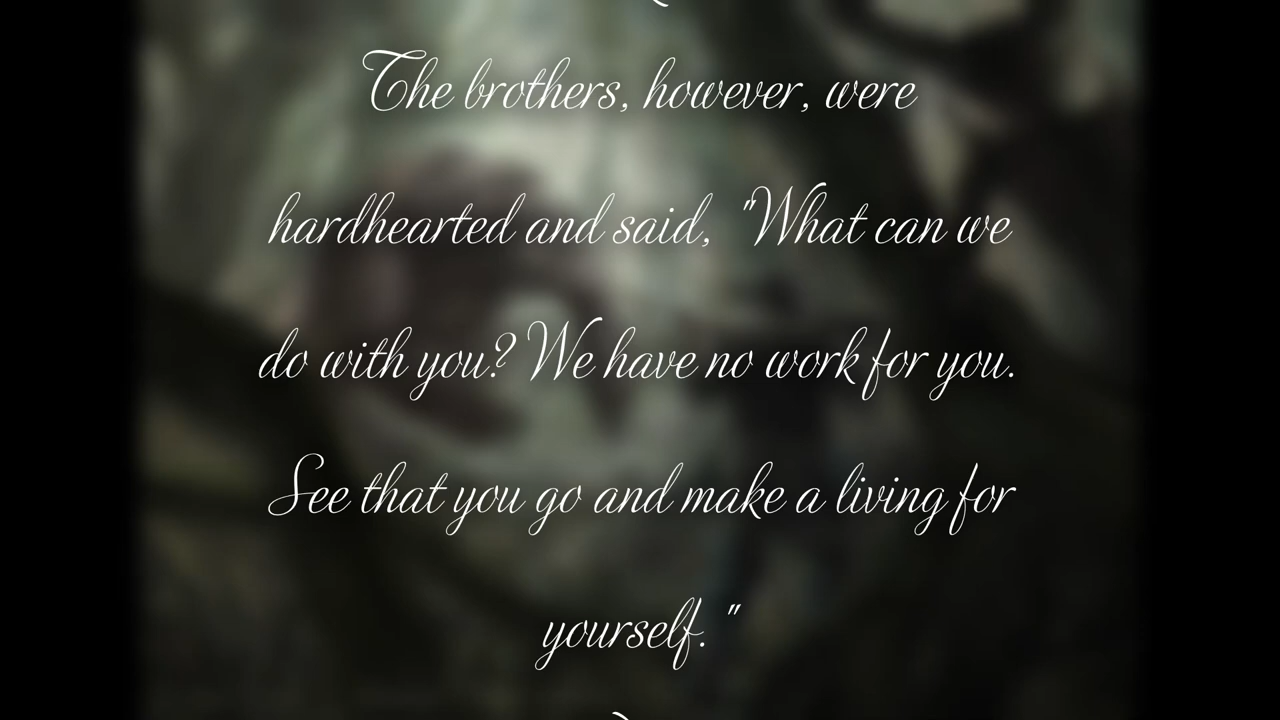 The brothers, however, were
hardhearted and said, "What can we
do with you? We have no work for you.
See that you go and make a living for
yourself."